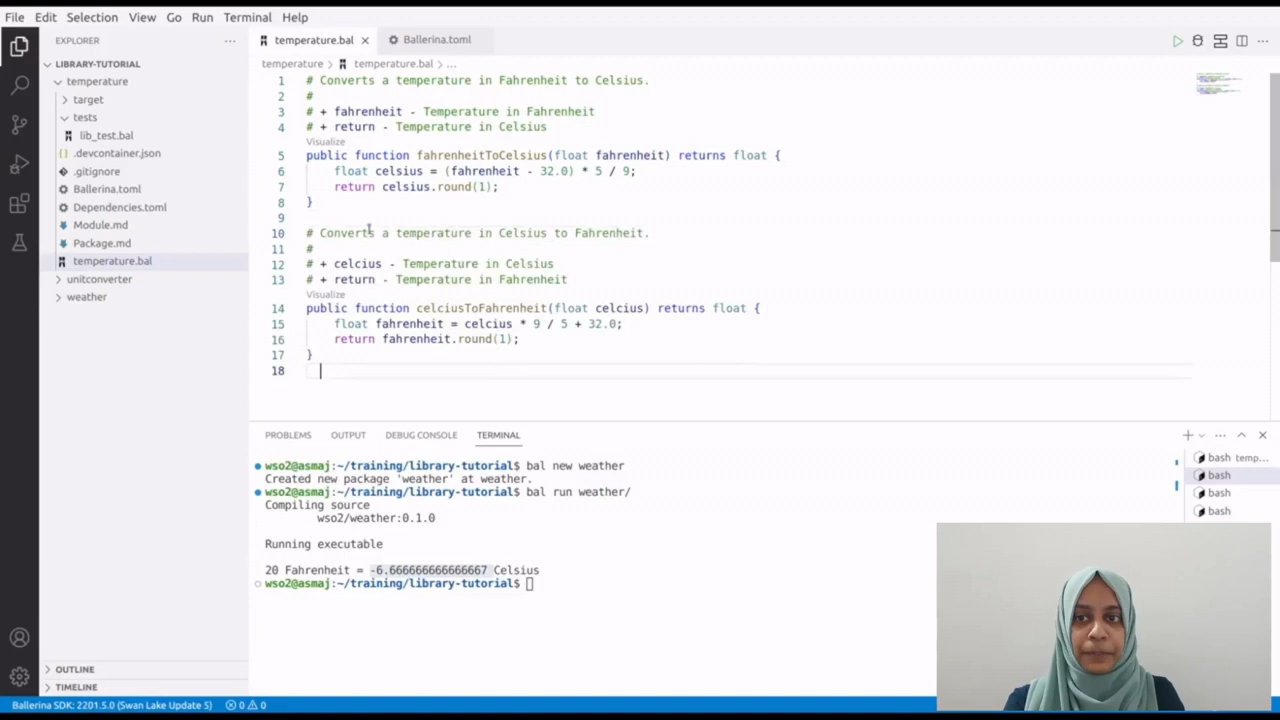 File Edit Selection View Go Run Terminal Help
EXPLORER
LIBRARY-TUTORIAL
temperature
target
tests
lib_test.bal
.devcontainer.json
.gitignore
Ballerina.toml
Dependencies.toml
Module.md
Package.md
temperature.bal
unitconverter
weather
OUTLINE
TIMELINE
temperature.bal Ballerina.toml
temperature > temperature.bal > ...
1 # Converts a temperature in Fahrenheit to Celsius.
2 #
3 # + fahrenheit - Temperature in Fahrenheit
4 # + return - Temperature in Celsius
Visualize
5 public function fahrenheitToCelsius(float fahrenheit) returns float {
6 float celsius = (fahrenheit - 32.0) * 5 / 9;
7 return celsius.round(1);
8 }
9
10 # Converts a temperature in Celsius to Fahrenheit.
11 #
12 # + celcius - Temperature in Celsius
13 # + return - Temperature in Fahrenheit
Visualize
14 public function celciusToFahrenheit(float celcius) returns float {
15 float fahrenheit = celcius * 9 / 5 + 32.0;
16 return fahrenheit.round(1);
17 }
18
PROBLEMS OUTPUT DEBUG CONSOLE TERMINAL
wso2@asmaj:~/training/library-tutorial$ bal new weather
Created new package 'weather' at weather.
wso2@asmaj:~/training/library-tutorial$ bal run weather/
Compiling source
wso2/weather:0.1.0
Running executable
20 Fahrenheit = -6.666666666666667 Celsius
wso2@asmaj:~/training/library-tutorial$
bash temp...
bash
bash
bash
Ballerina SDK: 2201.5.0 (Swan Lake Update 5) 0 0